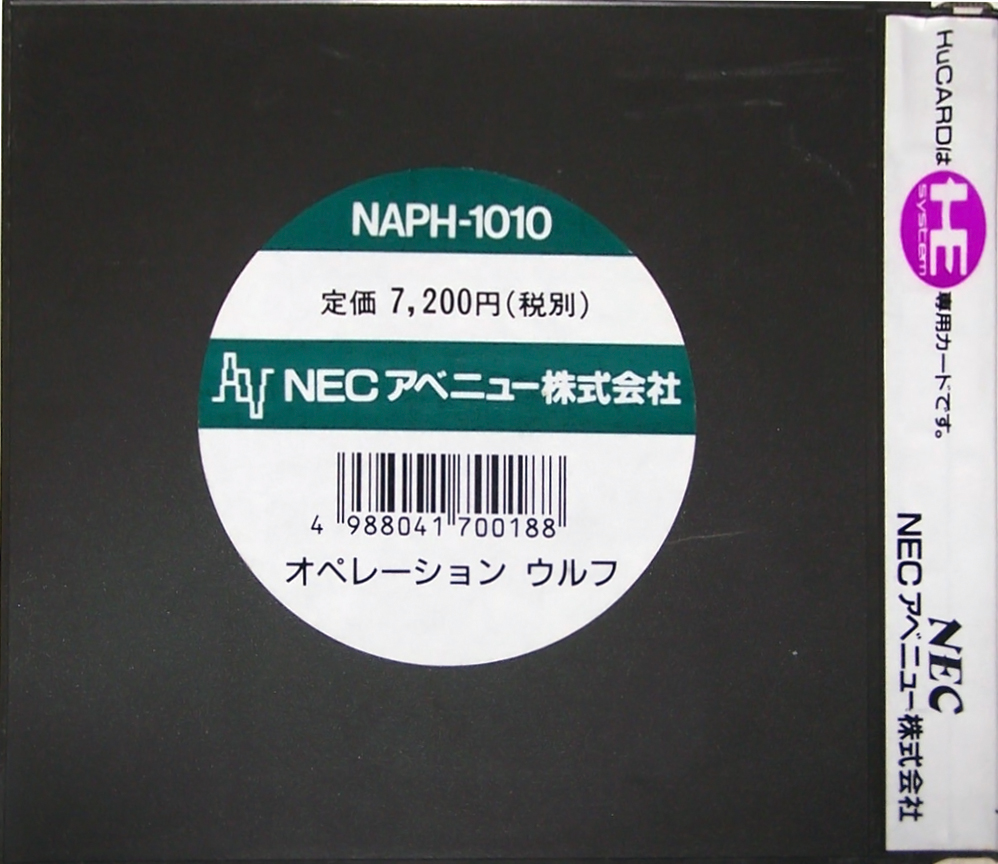 NAPH-1010
定価 7,200円(税別)
NECアベニュー株式会社
4 988041 700188
オペレーション ウルフ
HuCARDは HE system 専用カードです。
NEC
NECアベニュー株式会社